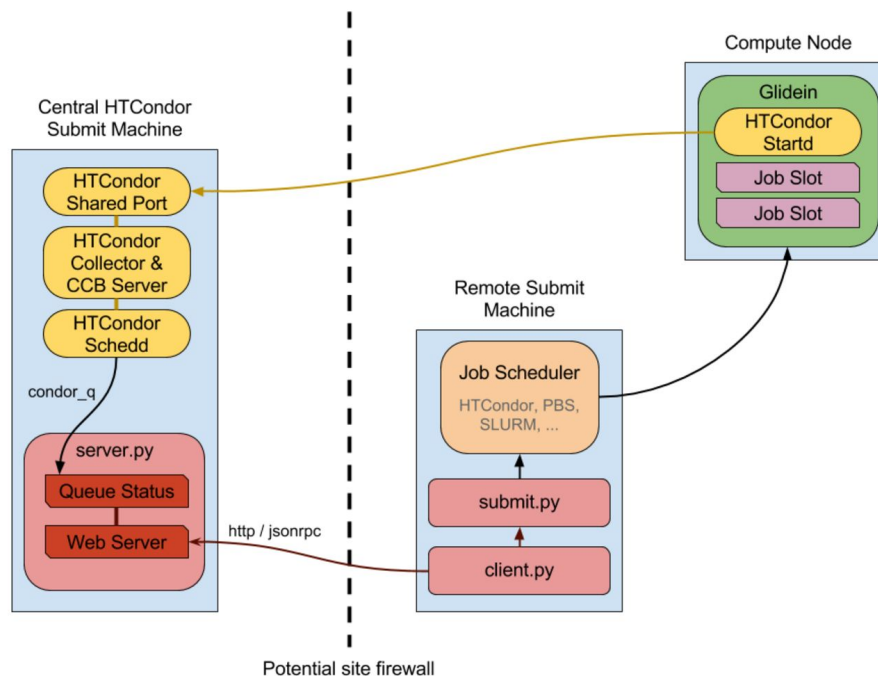 Central HTCondor
Submit Machine
HTCondor
Shared Port
HTCondor
Collector &
CCB Server
HTCondor
Schedd
condor_q
server.py
Queue Status
Web Server
http / jsonrpc
Potential site firewall
Remote Submit
Machine
Job Scheduler
HTCondor, PBS,
SLURM, ...
submit.py
client.py
Compute Node
Glidein
HTCondor
Startd
Job Slot
Job Slot